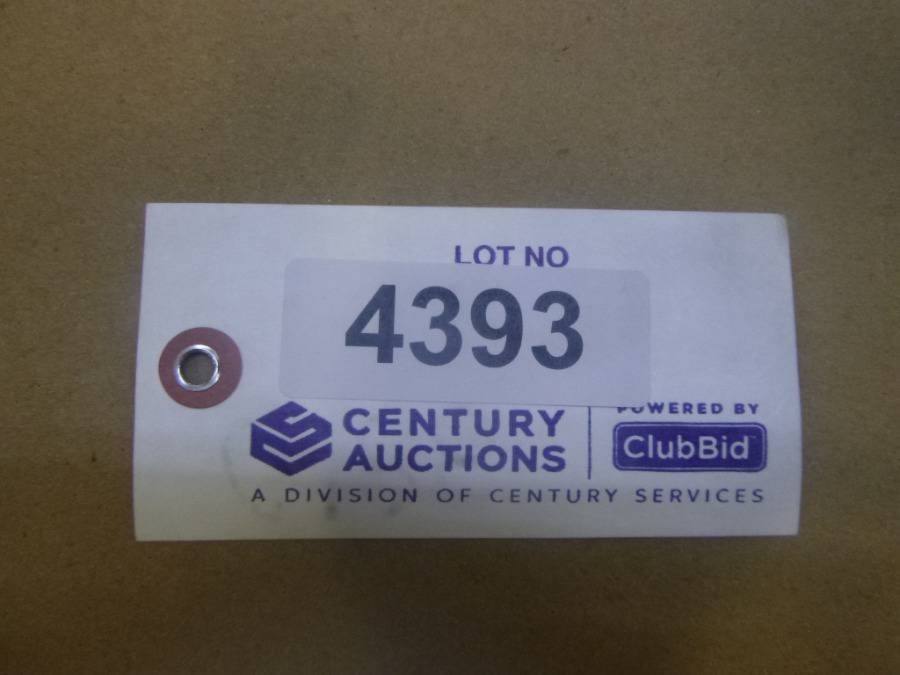 LOT NO
4393
CENTURY
AUCTIONS
POWERED BY
ClubBid
A DIVISION OF CENTURY SERVICES